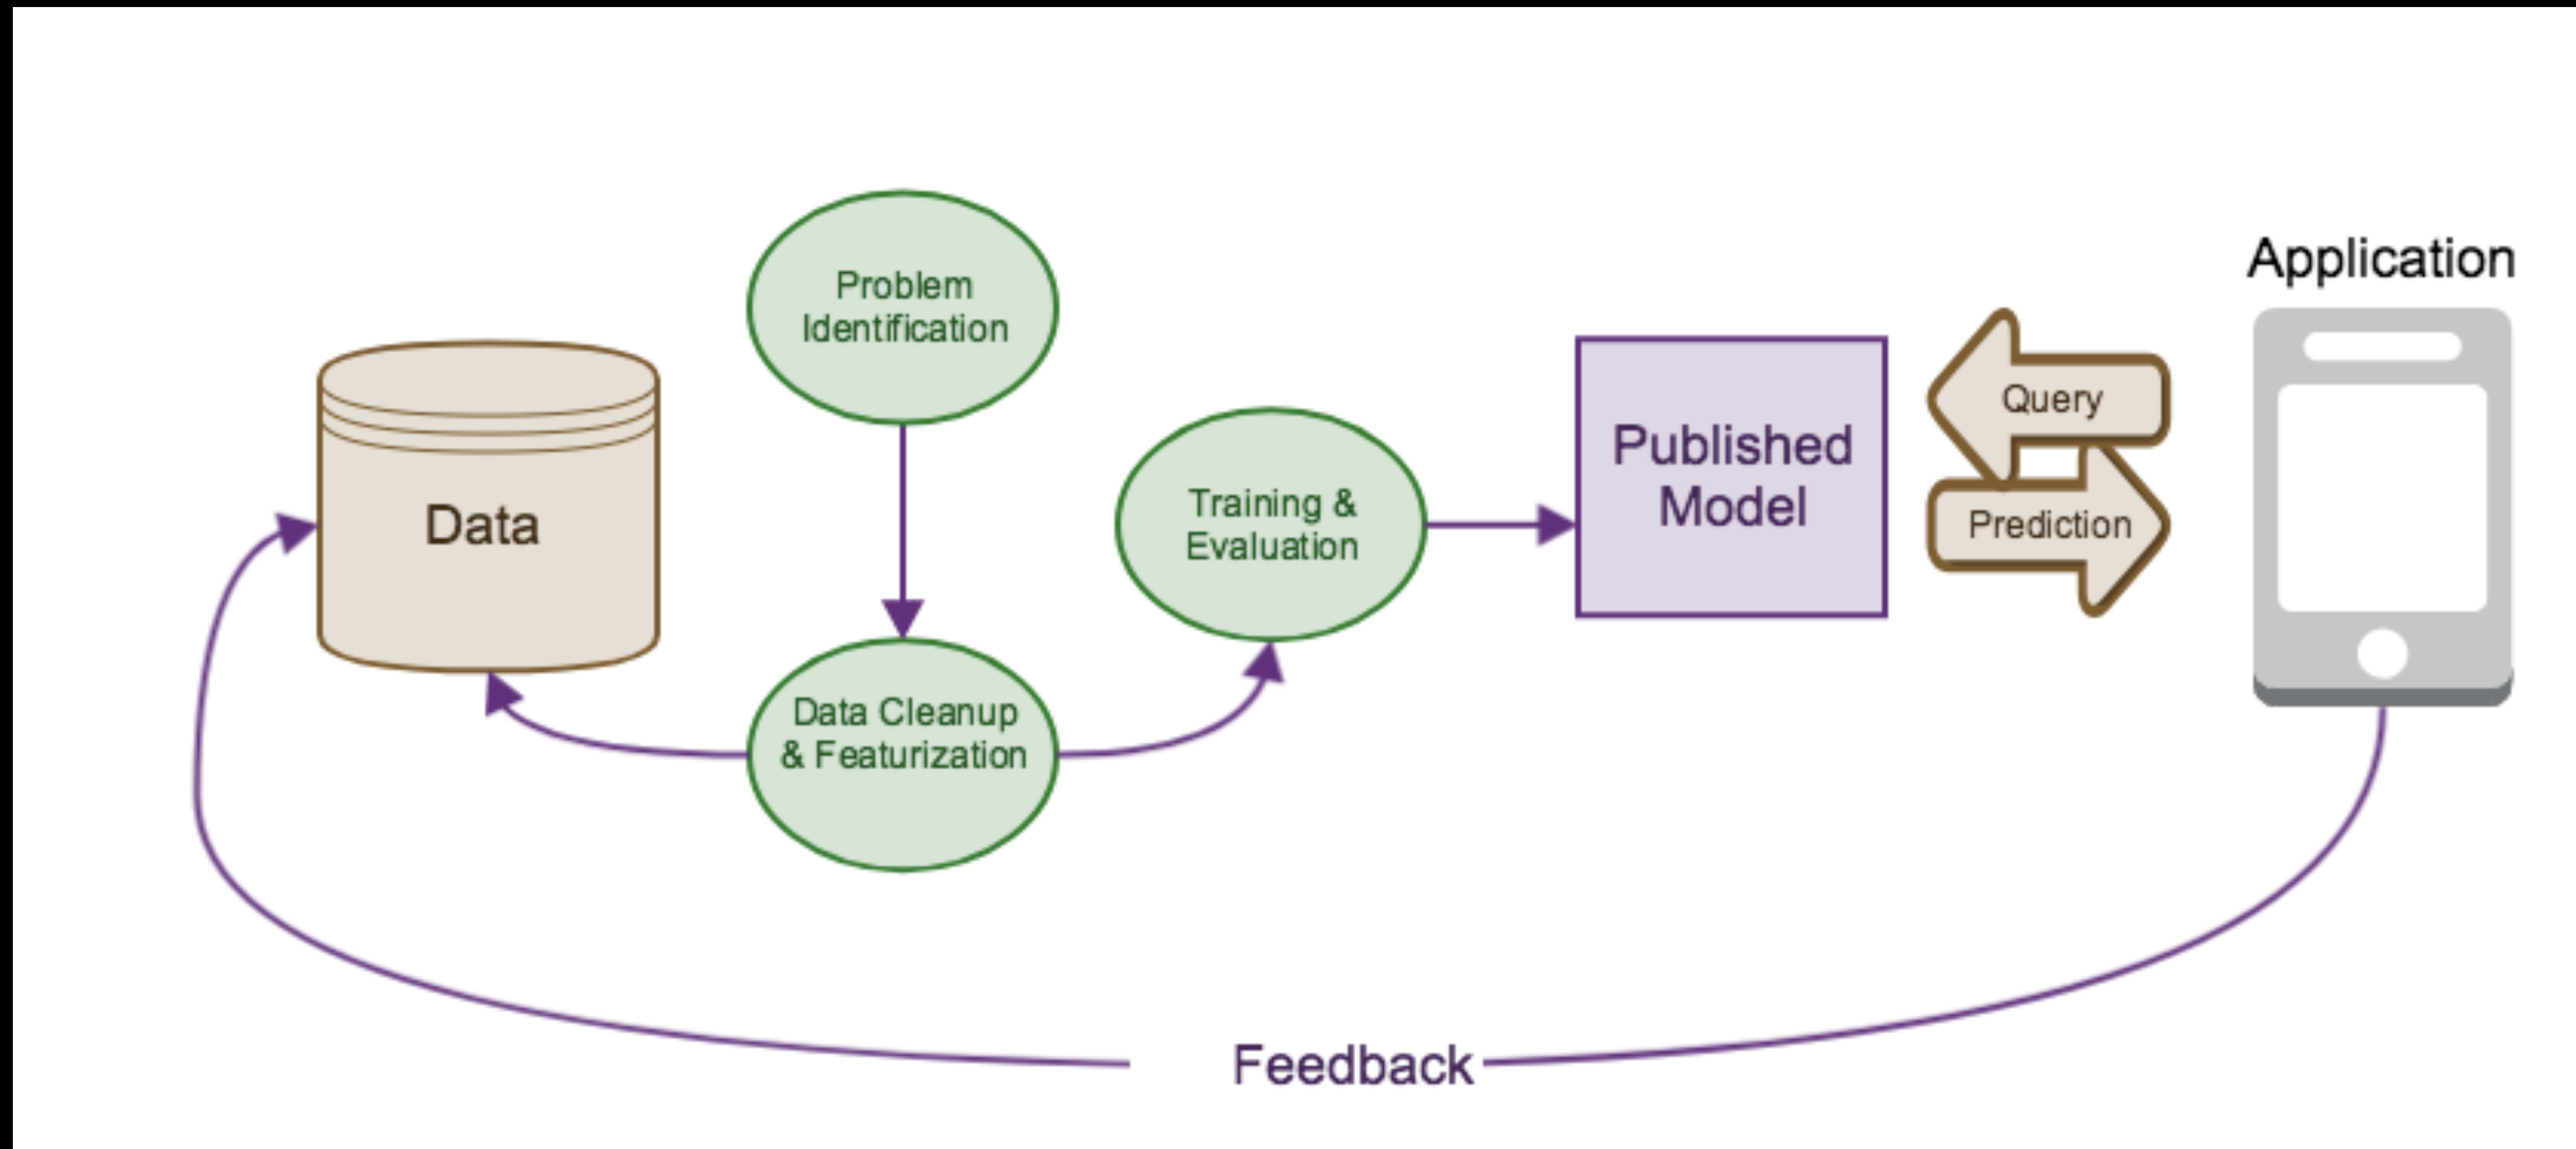 Problem
Identification
Data
Data Cleanup
& Featurization
Training &
Evaluation
Published
Model
Query
Prediction
Application
Feedback